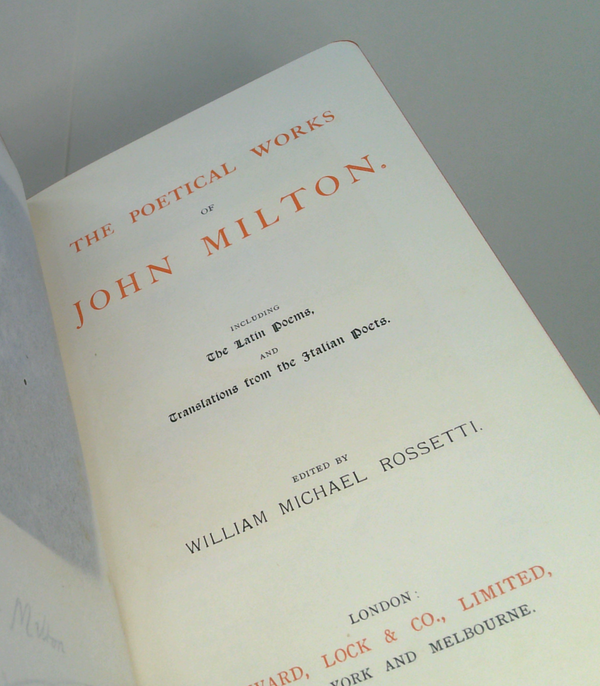 THE POETICAL WORKS
OF
JOHN MILTON.
INCLUDING
The Latin Poems,
AND
Translations from the Italian Poets.
EDITED BY
WILLIAM MICHAEL ROSSETTI.
LONDON:
LOCK & CO., LIMITED,
YORK AND MELBOURNE.
Milton